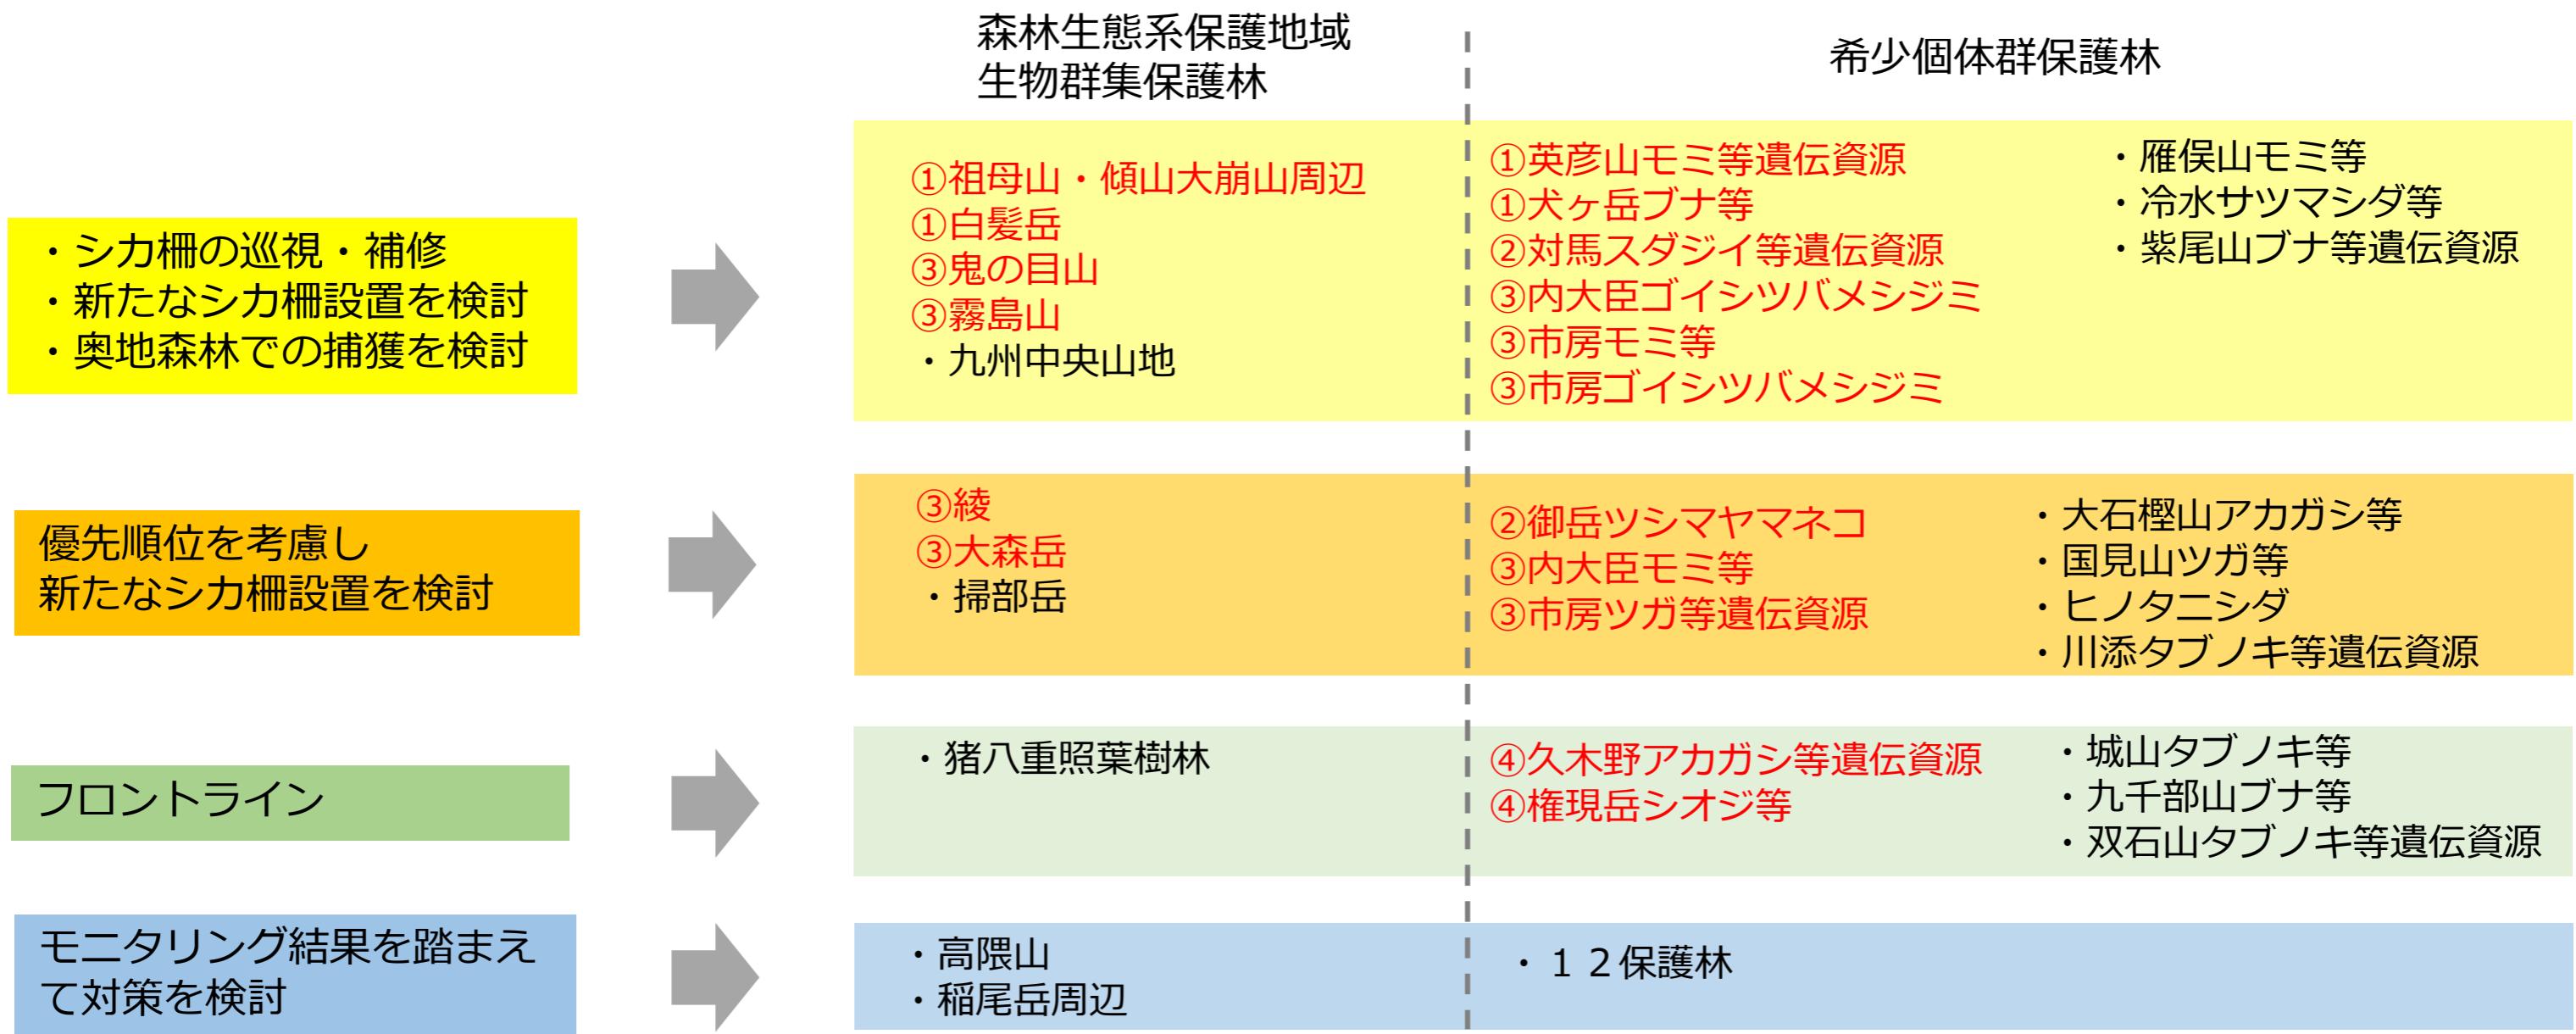 森林生態系保護地域
生物群集保護林
希少個体群保護林
・シカ柵の巡視・補修
・新たなシカ柵設置を検討
・奥地森林での捕獲を検討
①祖母山・傾山大崩山周辺
①白髪岳
③鬼の目山
③霧島山
・九州中央山地
①英彦山モミ等遺伝資源
①犬ヶ岳ブナ等
②対馬スダジイ等遺伝資源
③内大臣ゴイシツバメシジミ
③市房モミ等
③市房ゴイシツバメシジミ
・雁俣山モミ等
・冷水サツマシダ等
・紫尾山ブナ等遺伝資源
優先順位を考慮し
新たなシカ柵設置を検討
③綾
③大森岳
・掃部岳
②御岳ツシマヤマネコ
③内大臣モミ等
③市房ツガ等遺伝資源
・大石樫山アカガシ等
・国見山ツガ等
・ヒノタニシダ
・川添タブノキ等遺伝資源
フロントライン
・猪八重照葉樹林
④久木野アカガシ等遺伝資源
④権現岳シオジ等
・城山タブノキ等
・九千部山ブナ等
・双石山タブノキ等遺伝資源
モニタリング結果を踏まえ
て対策を検討
・高隈山
・稲尾岳周辺
・１２保護林